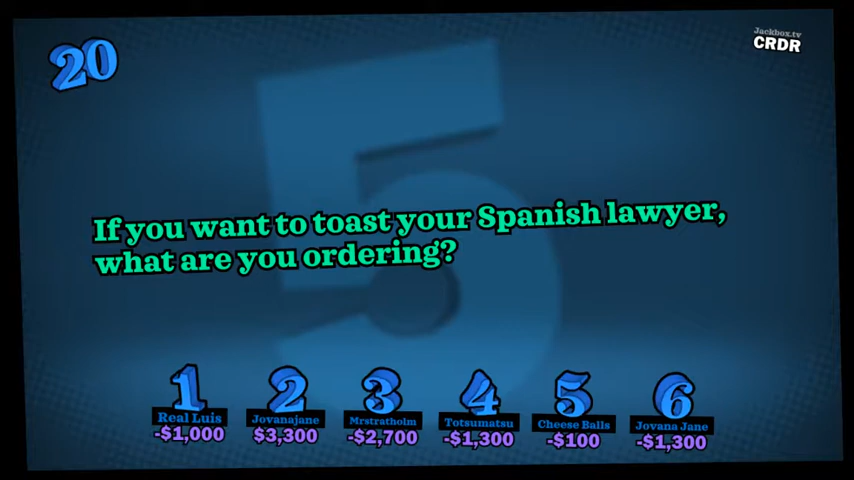 20
Jackbox.tv
CRDR
If you want to toast your Spanish lawyer,
what are you ordering?
1 2 3 4 5 6
Real Luis Jovanajane Mrstratholm Totsumatsu Cheese Balls Jovana Jane
-$1,000 $3,300 -$2,700 -$1,300 -$100 -$1,300
5